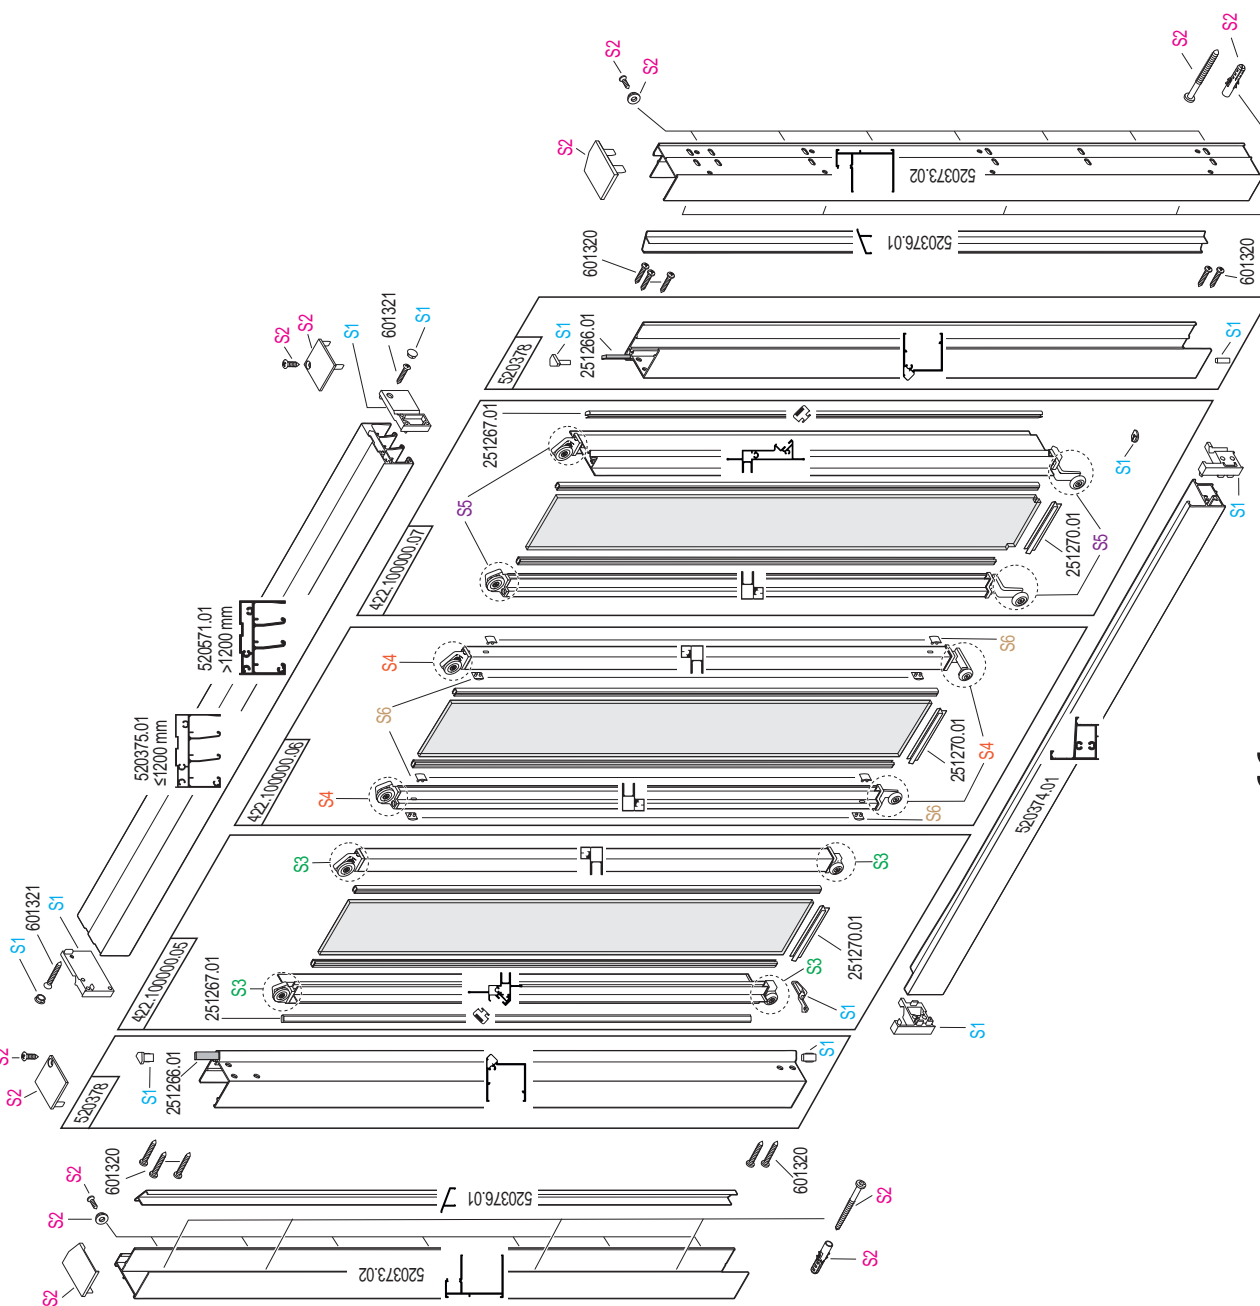 S2
S2
S2
S2
S2
520373.02
601320
520376.01
601320
S2
S2
S1
601321
S1
S1
520378
251266.01
S1
251267.01
S5
422.100000.07
S1
251270.01
S5
S1
520571.01
>1200 mm
520375.01
≤1200 mm
S4
S6
S6
422.100000.06
S4
251270.01
S4
S6
520374.01
S3
S3
S1
601321
S1
422.100000.05
251267.01
S3
251270.01
S3
S1
S1
S2
S2
520378
S1
251266.01
S1
601320
520376.01
601320
S2
S2
S2
520373.02
S2
S2